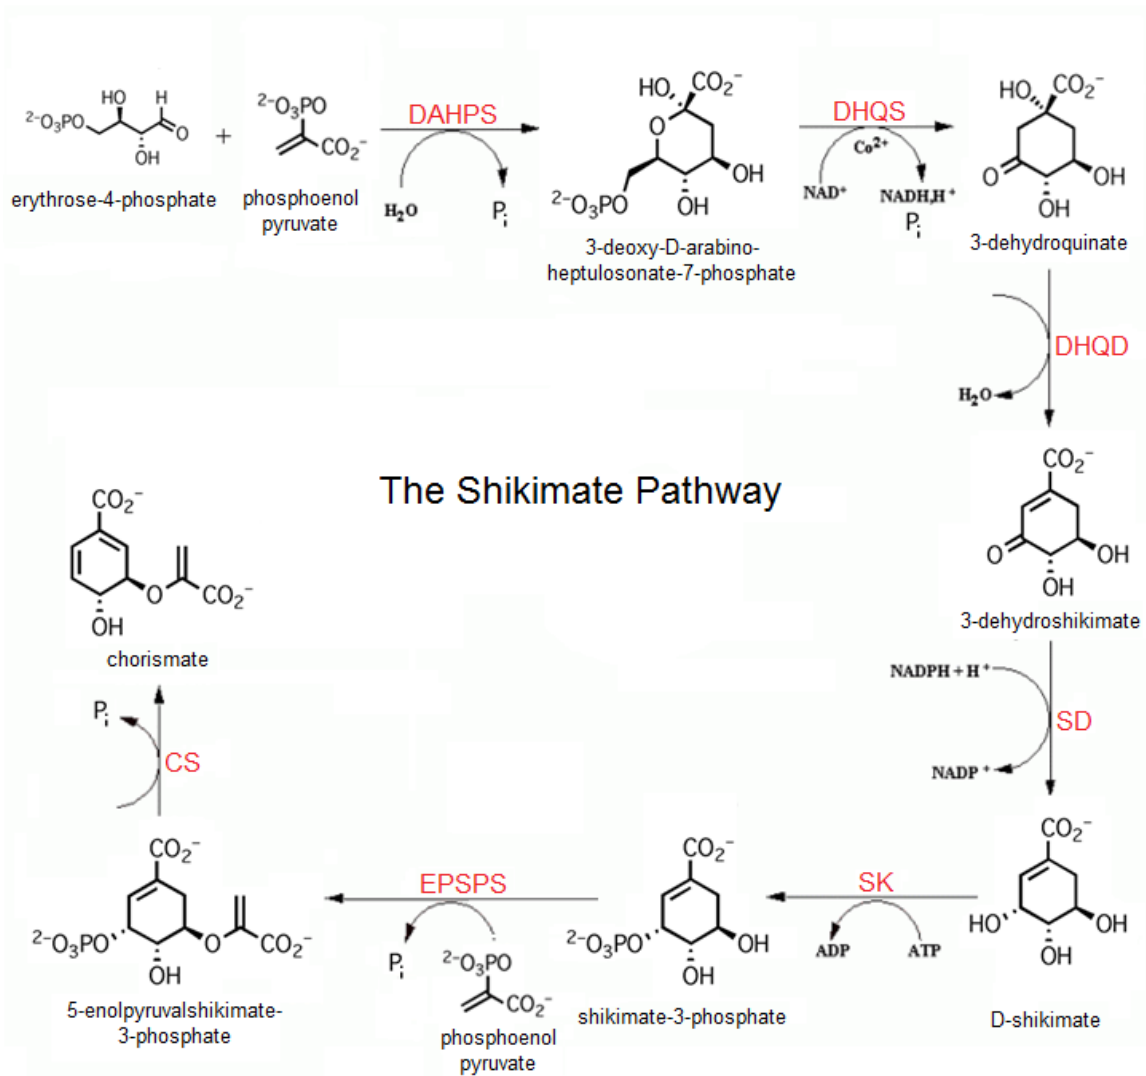 HO
H
2-O3PO
O
OH
erythrose-4-phosphate
+
2-O3PO
CO2−
phosphoenol
pyruvate
DAHPS
H2O
Pi
HO
CO2−
O
OH
OH
2-O3PO
3-deoxy-D-arabino-
heptulosonate-7-phosphate
DHQS
Co2+
NAD+
NADH,H+
Pi
HO
CO2−
O
OH
OH
3-dehydroquinate
DHQD
H2O
CO2−
O
OH
OH
3-dehydroshikimate
The Shikimate Pathway
NADPH + H+
SD
NADP+
CO2−
HO
OH
OH
D-shikimate
SK
ADP
ATP
CO2−
2-O3PO
OH
OH
shikimate-3-phosphate
EPSPS
Pi
2-O3PO
CO2−
phosphoenol
pyruvate
CO2−
2-O3PO
O
CO2−
OH
5-enolpyruvalshikimate-
3-phosphate
CS
Pi
CO2−
O
CO2−
OH
chorismate